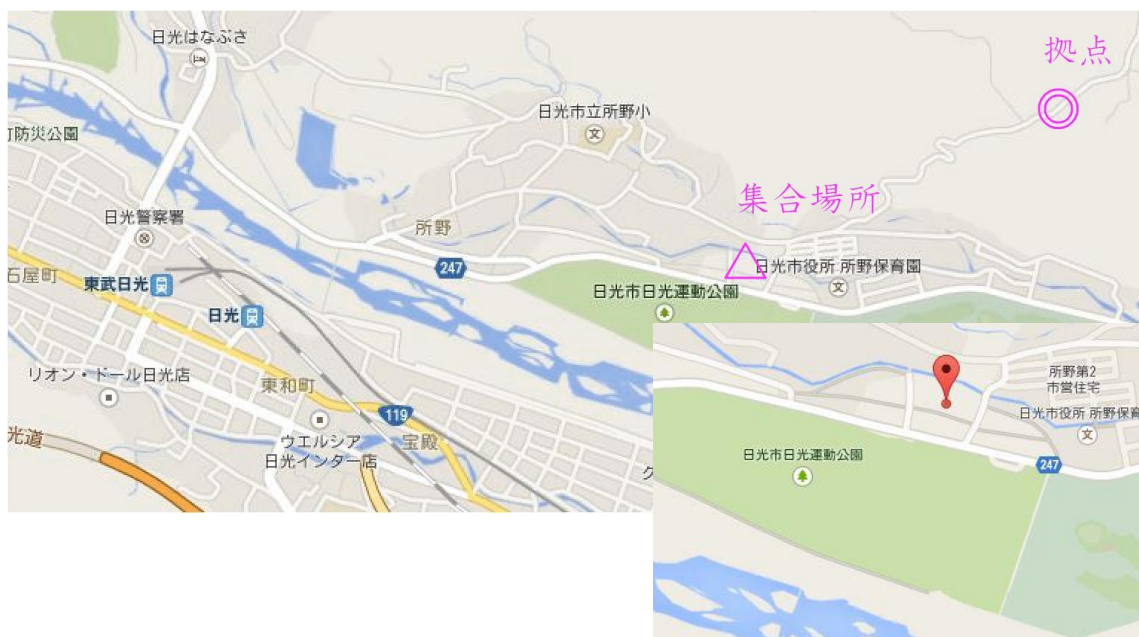 日光はなぶさ
拠点
日光市立所野小
町防災公園
集合場所
日光警察署
所野
石屋町
東武日光
247
日光市役所 所野保育園
日光市日光運動公園
日光
リオン・ドール日光店
東和町
119
光道
ウエルシア
日光インター店
宝殿
ク
所野第2
市営住宅
日光市役所 所野保育
日光市日光運動公園
247